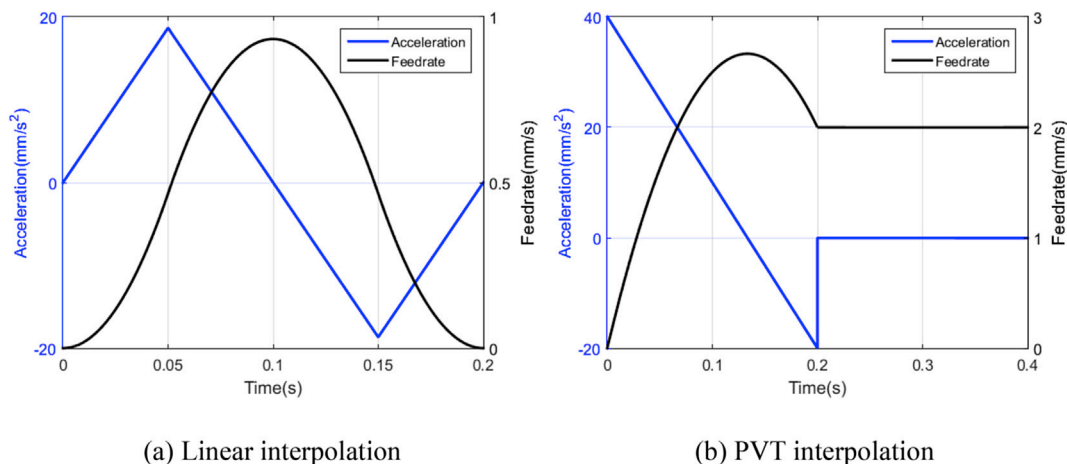 20
10
0
-20
Acceleration(mm/s²)
1
0.5
0
Feedrate(mm/s)
Acceleration
Feedrate
0
0.05
0.1
0.15
0.2
Time(s)
40
20
0
-20
Acceleration(mm/s²)
3
2
1
0
Feedrate(mm/s)
Acceleration
Feedrate
0
0.1
0.2
0.3
0.4
Time(s)
(a) Linear interpolation
(b) PVT interpolation